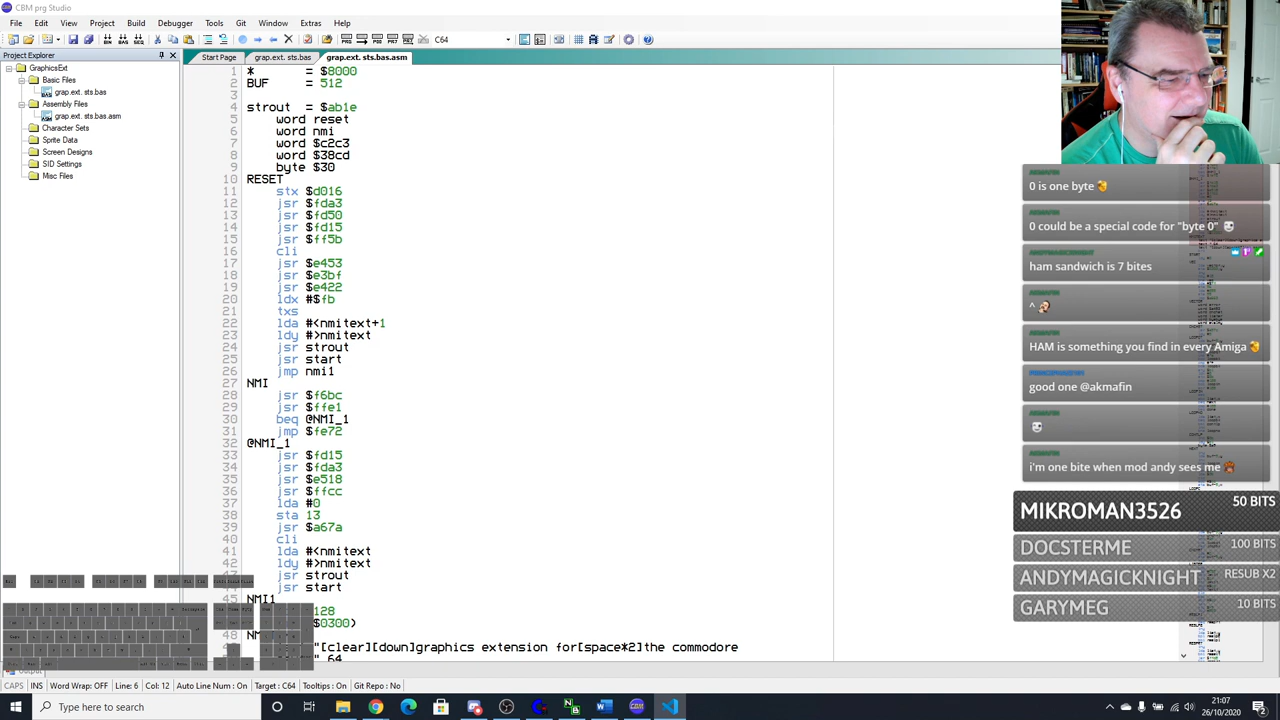 CBM prg Studio
File Edit View Project Build Debugger Tools Git Window Extras Help
C64
Project Explorer
GraphicsExt
Basic Files
grap.ext. sts.bas
Assembly Files
grap.ext. sts.bas.asm
Character Sets
Sprite Data
Screen Designs
SID Settings
Misc Files
Start Page grap.ext. sts.bas grap.ext. sts.bas.asm
1 * = $8000
2 BUF = 512
3
4 strout = $ab1e
5 word reset
6 word nmi
7 word $c2c3
8 word $38cd
9 byte $30
10 RESET
11 stx $d016
12 jsr $fda3
13 jsr $fd50
14 jsr $fd15
15 jsr $ff5b
16 cli
17 jsr $e453
18 jsr $e3bf
19 jsr $e422
20 ldx #$fb
21 txs
22 lda #<nmitext+1
23 ldy #>nmitext
24 jsr strout
25 jsr start
26 jmp nmi1
27 NMI
28 jsr $f6bc
29 jsr $ffe1
30 beq @NMI_1
31 jmp $fe72
32 @NMI_1
33 jsr $fd15
34 jsr $fda3
35 jsr $e518
36 jsr $ffcc
37 lda #0
38 sta 13
39 jsr $a67a
40 cli
41 lda #<nmitext
42 ldy #>nmitext
43 jsr strout
44 jsr start
45 NMI1
128
$0300)
48
"[clear][down]graphics extension for[space*2]the commodore
" 64
0 is one byte
0 could be a special code for "byte 0"
ham sandwich is 7 bites
^
HAM is something you find in every Amiga
good one @akmafin
i'm one bite when mod andy sees me
MIKROMAN3526 50 BITS
DOCSTERME 100 BITS
ANDYMAGICKNIGHT RESUB X2
GARYMEG 10 BITS
Output
CAPS INS Word Wrap: OFF Line: 6 Col: 12 Auto Line Num : On Target : C64 Tooltips : On Git Repo : No
Type here to search
21:07
26/10/2020
2